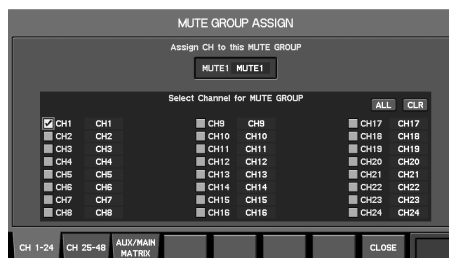 MUTE GROUP ASSIGN
Assign CH to this MUTE GROUP
MUTE1 MUTE1
Select Channel for MUTE GROUP
ALL CLR
CH1 CH1 CH9 CH9 CH17 CH17
CH2 CH2 CH10 CH10 CH18 CH18
CH3 CH3 CH11 CH11 CH19 CH19
CH4 CH4 CH12 CH12 CH20 CH20
CH5 CH5 CH13 CH13 CH21 CH21
CH6 CH6 CH14 CH14 CH22 CH22
CH7 CH7 CH15 CH15 CH23 CH23
CH8 CH8 CH16 CH16 CH24 CH24
CH 1-24 CH 25-48 AUX/MAIN MATRIX CLOSE